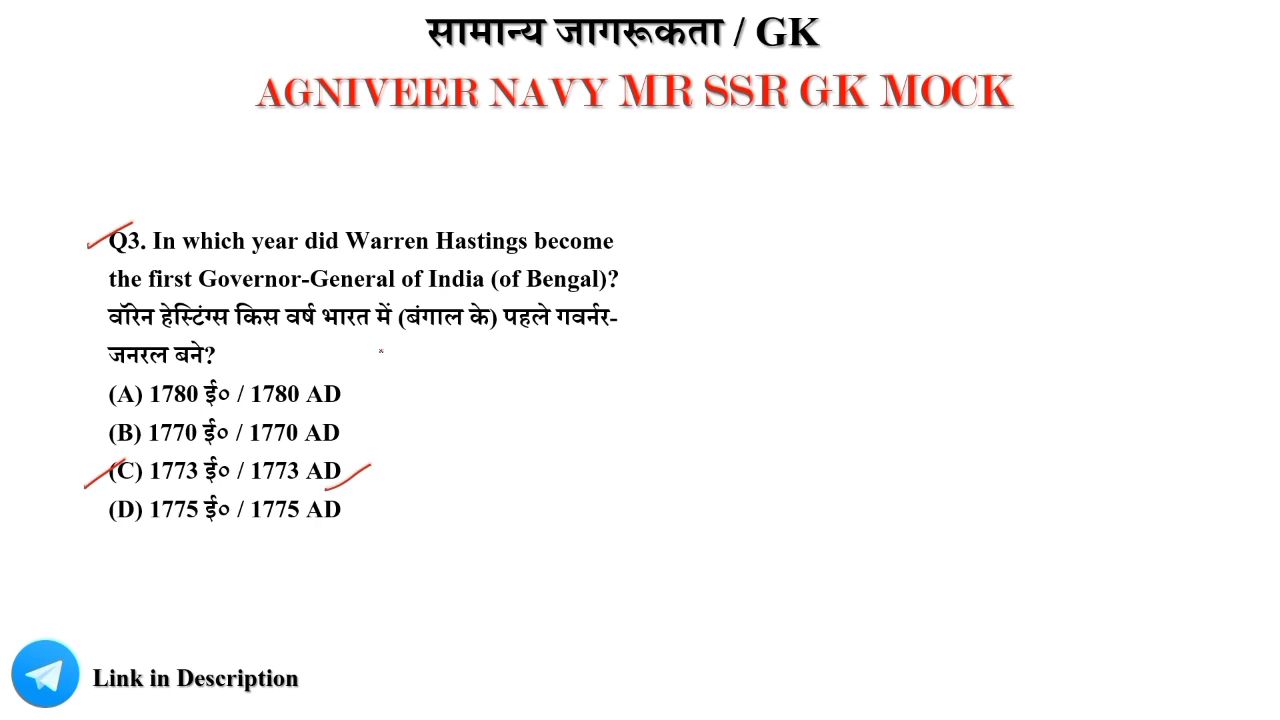 सामान्य जागरूकता / GK
AGNIVEER NAVY MR SSR GK MOCK
Q3. In which year did Warren Hastings become
the first Governor-General of India (of Bengal)?
वॉरेन हेस्टिंग्स किस वर्ष भारत में (बंगाल के) पहले गवर्नर-
जनरल बने?
(A) 1780 ई० / 1780 AD
(B) 1770 ई० / 1770 AD
(C) 1773 ई० / 1773 AD
(D) 1775 ई० / 1775 AD
Link in Description